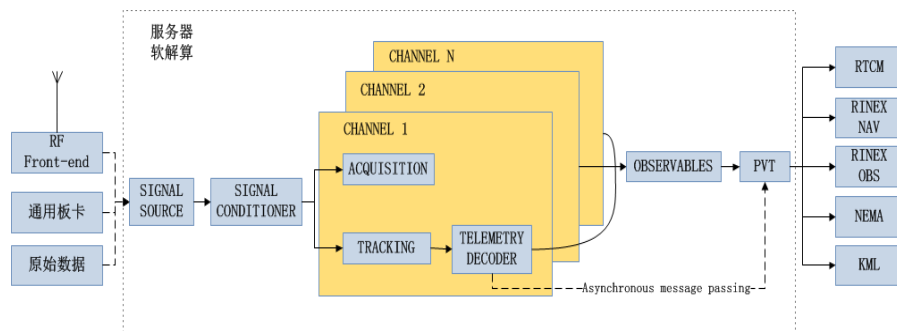 服务器
软解算
CHANNEL N
CHANNEL 2
CHANNEL 1
RF
Front-end
通用板卡
原始数据
SIGNAL
SOURCE
SIGNAL
CONDITIONER
ACQUISITION
TRACKING
TELEMETRY
DECODER
OBSERVABLES
PVT
Asynchronous message passing
RTCM
RINEX
NAV
RINEX
OBS
NEMA
KML